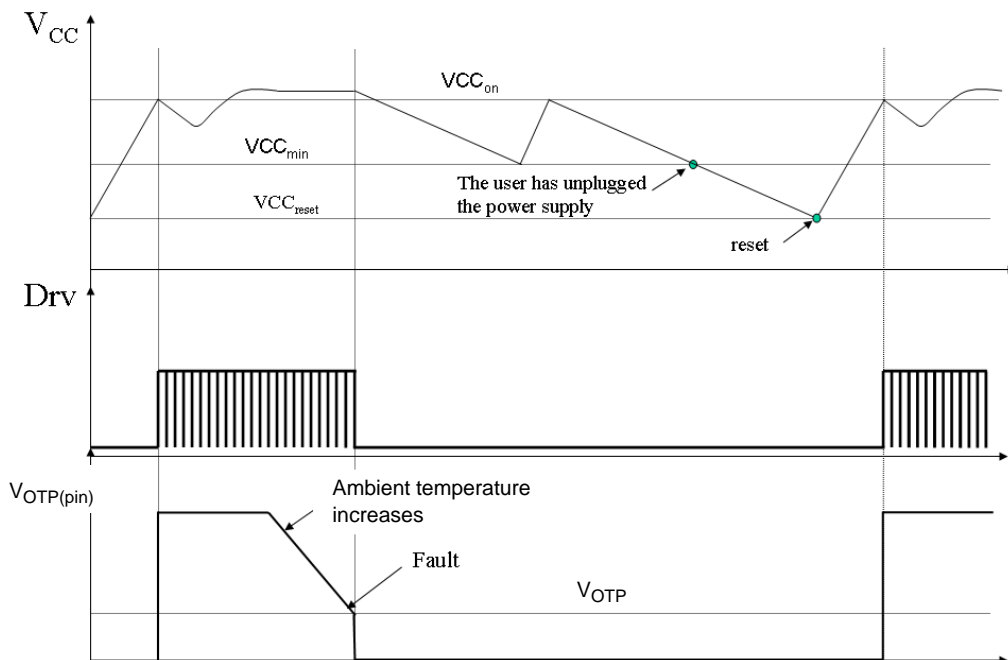 VCC
VCCon
VCCmin
The user has unplugged
the power supply
VCCreset
reset
Drv
VOTP(pin)
Ambient temperature
increases
Fault
VOTP